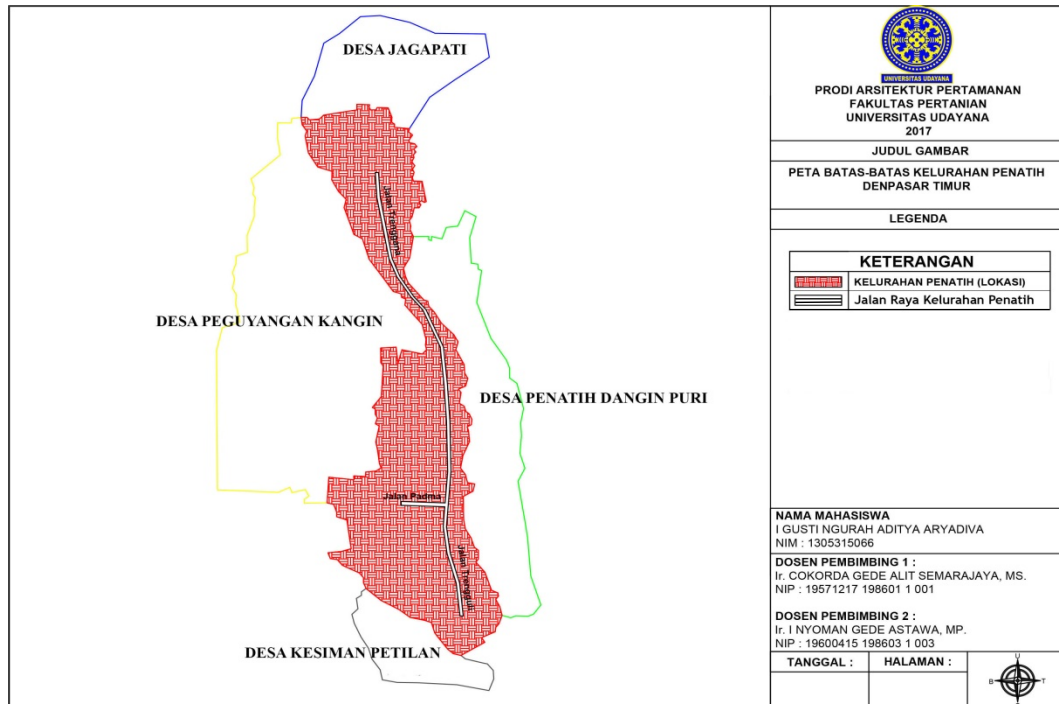 DESA JAGAPATI
Jalan Trenggana
DESA PEGUYANGAN KANGIN
DESA PENATIH DANGIN PURI
Jalan Padma
Jalan Trengguli
DESA KESIMAN PETILAN
UNIVERSITAS UDAYANA
PRODI ARSITEKTUR PERTAMANAN
FAKULTAS PERTANIAN
UNIVERSITAS UDAYANA
2017
JUDUL GAMBAR
PETA BATAS-BATAS KELURAHAN PENATIH
DENPASAR TIMUR
LEGENDA
KETERANGAN
KELURAHAN PENATIH (LOKASI)
Jalan Raya Kelurahan Penatih
NAMA MAHASISWA
I GUSTI NGURAH ADITYA ARYADIVA
NIM : 1305315066
DOSEN PEMBIMBING 1 :
Ir. COKORDA GEDE ALIT SEMARAJAYA, MS.
NIP : 19571217 198601 1 001
DOSEN PEMBIMBING 2 :
Ir. I NYOMAN GEDE ASTAWA, MP.
NIP : 19600415 198603 1 003
TANGGAL :
HALAMAN :
U
B T